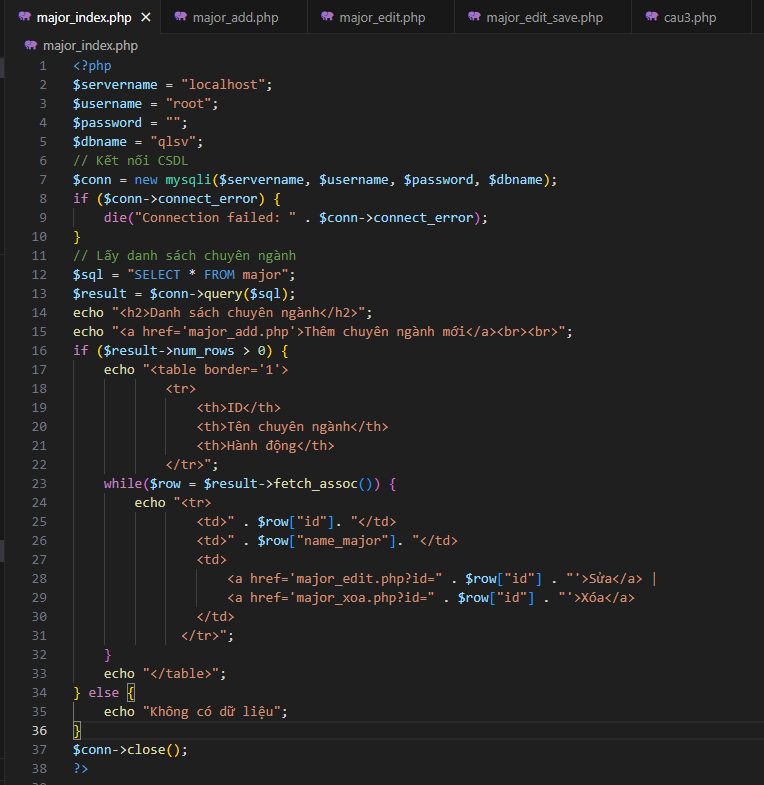 major_index.php × major_add.php major_edit.php major_edit_save.php cau3.php
major_index.php
1 <?php
2 $servername = "localhost";
3 $username = "root";
4 $password = "";
5 $dbname = "qlsv";
6 // Kết nối CSDL
7 $conn = new mysqli($servername, $username, $password, $dbname);
8 if ($conn->connect_error) {
9 die("Connection failed: " . $conn->connect_error);
10 }
11 // Lấy danh sách chuyên ngành
12 $sql = "SELECT * FROM major";
13 $result = $conn->query($sql);
14 echo "<h2>Danh sách chuyên ngành</h2>";
15 echo "<a href='major_add.php'>Thêm chuyên ngành mới</a><br><br>";
16 if ($result->num_rows > 0) {
17 echo "<table border='1'>
18 <tr>
19 <th>ID</th>
20 <th>Tên chuyên ngành</th>
21 <th>Hành động</th>
22 </tr>";
23 while($row = $result->fetch_assoc()) {
24 echo "<tr>
25 <td>" . $row["id"]. "</td>
26 <td>" . $row["name_major"]. "</td>
27 <td>
28 <a href='major_edit.php?id=" . $row["id"] . "'>Sửa</a> |
29 <a href='major_xoa.php?id=" . $row["id"] . "'>Xóa</a>
30 </td>
31 </tr>";
32 }
33 echo "</table>";
34 } else {
35 echo "Không có dữ liệu";
36 }
37 $conn->close();
38 ?>